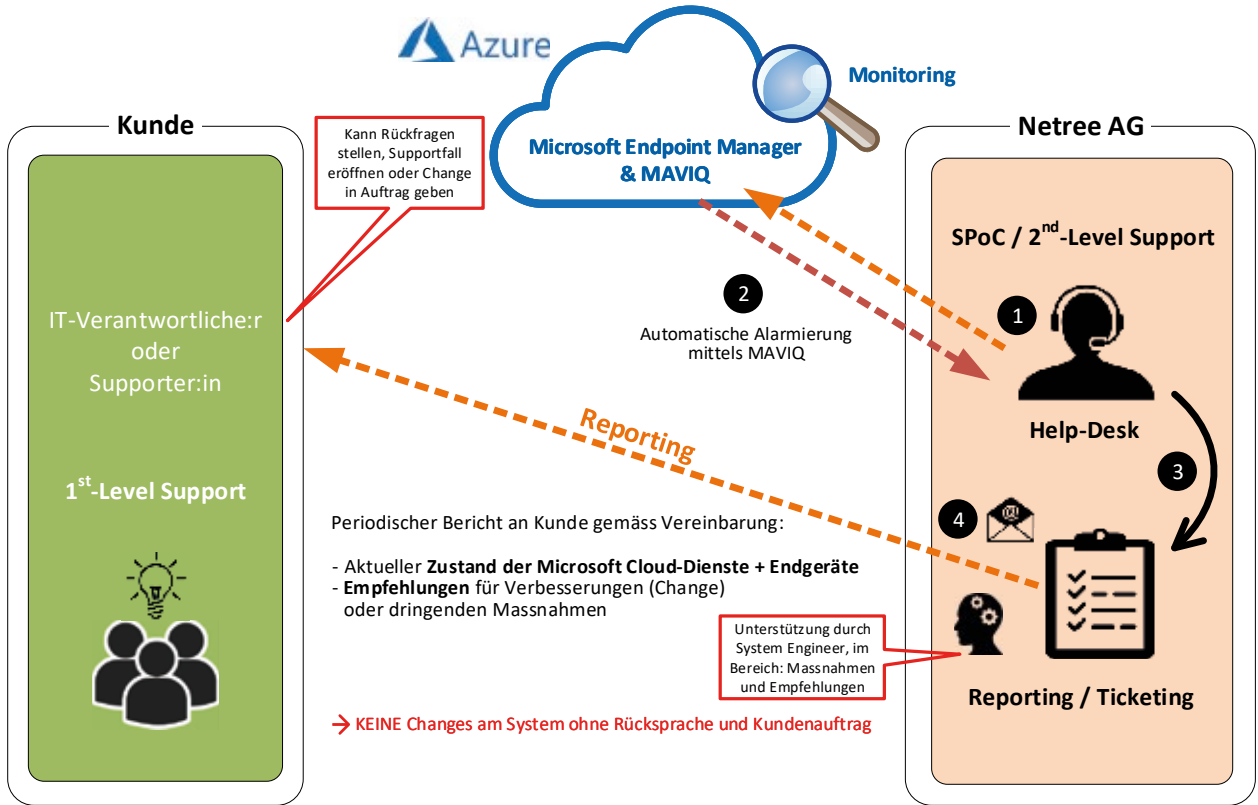 Azure
Monitoring
Microsoft Endpoint Manager
& MAVIQ
Kunde
Kann Rückfragen
stellen, Supportfall
eröffnen oder Change
in Auftrag geben
IT-Verantwortliche:r
oder
Supporter:in
1st-Level Support
2
Automatische Alarmierung
mittels MAVIQ
Reporting
Periodischer Bericht an Kunde gemäss Vereinbarung:
- Aktueller Zustand der Microsoft Cloud-Dienste + Endgeräte
- Empfehlungen für Verbesserungen (Change)
oder dringenden Massnahmen
→ KEINE Changes am System ohne Rücksprache und Kundenauftrag
Netree AG
SPoC / 2nd-Level Support
1
Help-Desk
3
4
@
Unterstützung durch
System Engineer, im
Bereich: Massnahmen
und Empfehlungen
Reporting / Ticketing